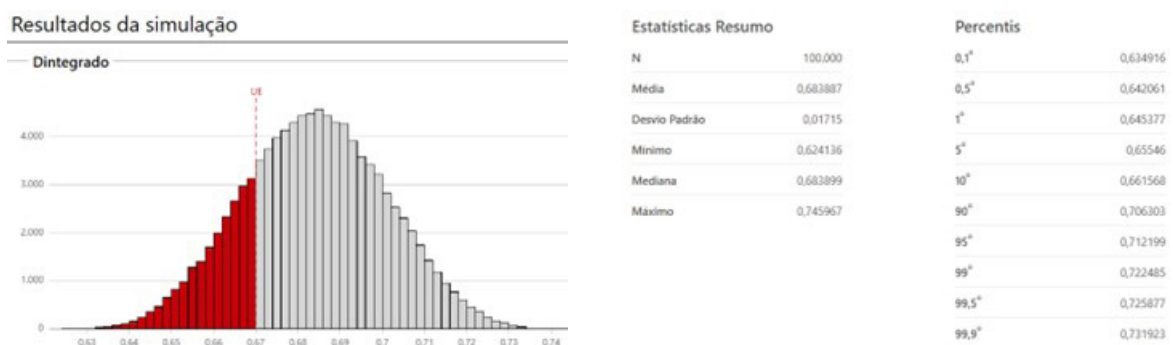 Resultados da simulação
Dintegrado
4.000
3.000
2.000
1.000
0
0,63 0,64 0,65 0,66 0,67 0,68 0,69 0,7 0,71 0,72 0,73 0,74
Estatísticas Resumo
N 100.000
Média 0,683887
Desvio Padrão 0,01715
Mínimo 0,624136
Mediana 0,683899
Máximo 0,745967
Percentis
0,1° 0,634916
0,5° 0,642061
1° 0,645377
5° 0,65546
10° 0,661568
90° 0,706303
95° 0,712199
99° 0,722485
99,5° 0,725877
99,9° 0,731923